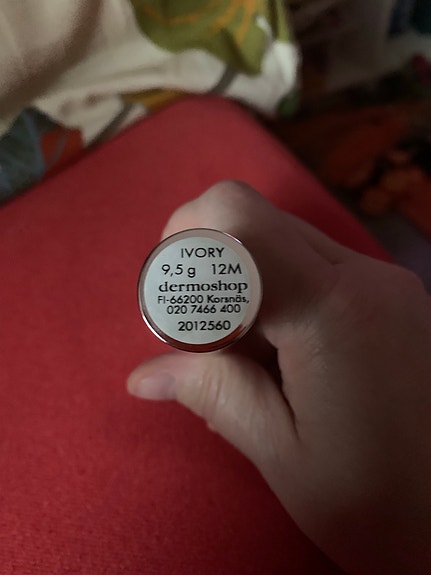 IVORY
9,5 g 12M
dermoshop
FI-66200 Korsnäs,
020 7466 400
2012560